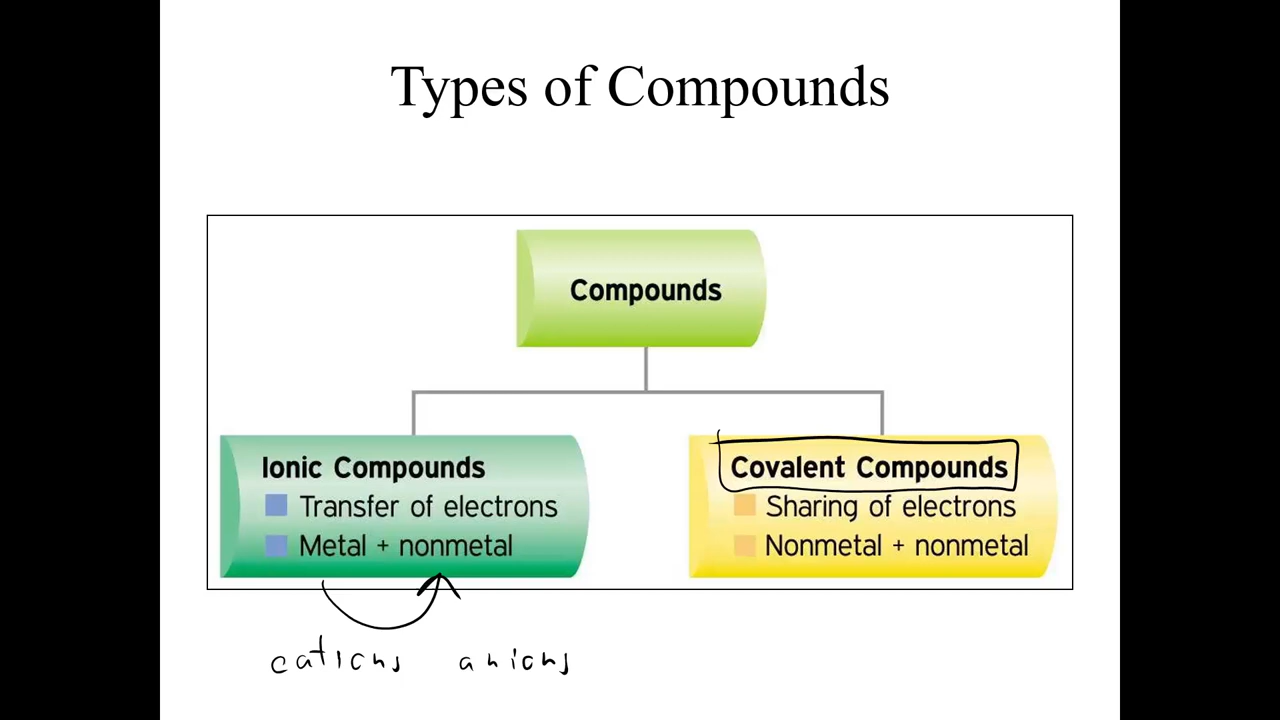 Types of Compounds
Compounds
Ionic Compounds
Transfer of electrons
Metal + nonmetal
Covalent Compounds
Sharing of electrons
Nonmetal + nonmetal
cations anions